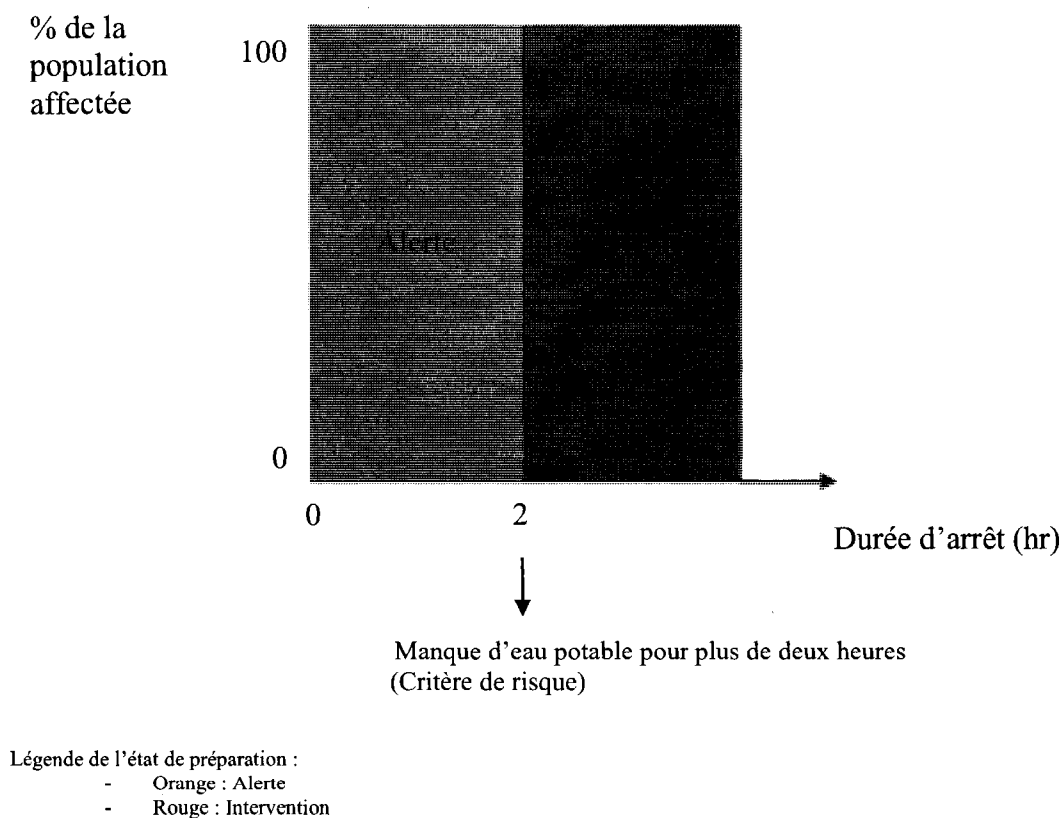 % de la
population
affectée
100
Alerte
0
0
2
Durée d'arrêt (hr)
Manque d'eau potable pour plus de deux heures
(Critère de risque)
Légende de l'état de préparation :
- Orange : Alerte
- Rouge : Intervention